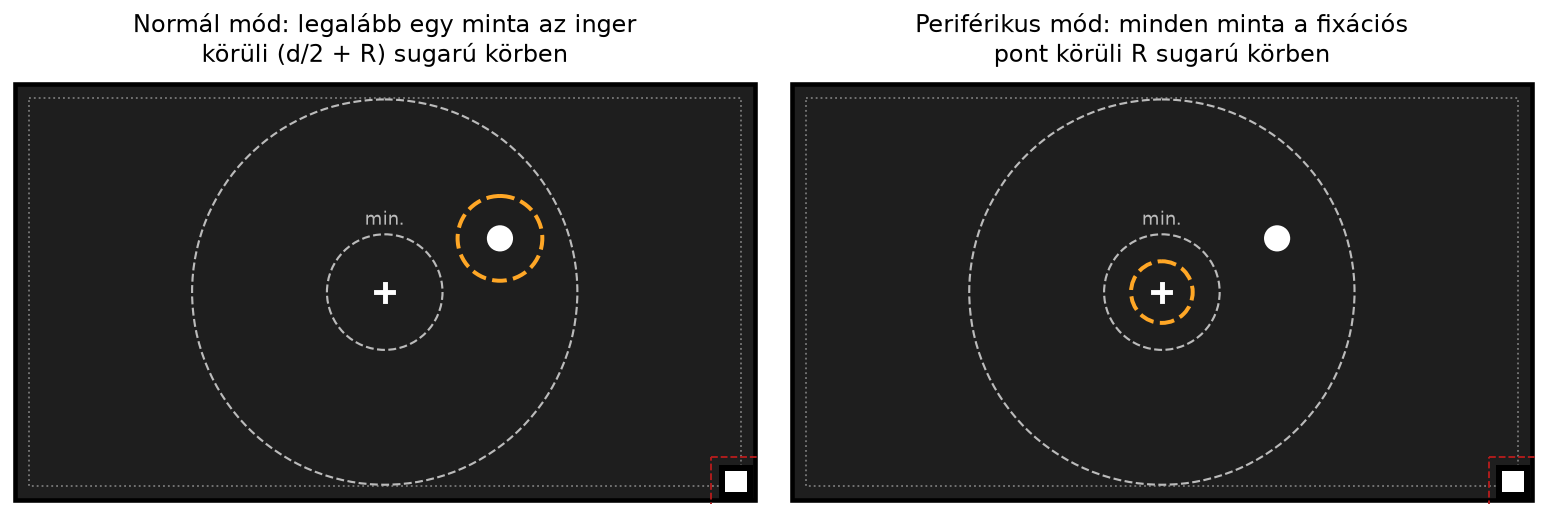 Normál mód: legalább egy minta az inger
körüli (d/2 + R) sugarú körben
Periférikus mód: minden minta a fixációs
pont körüli R sugarú körben
min.
min.